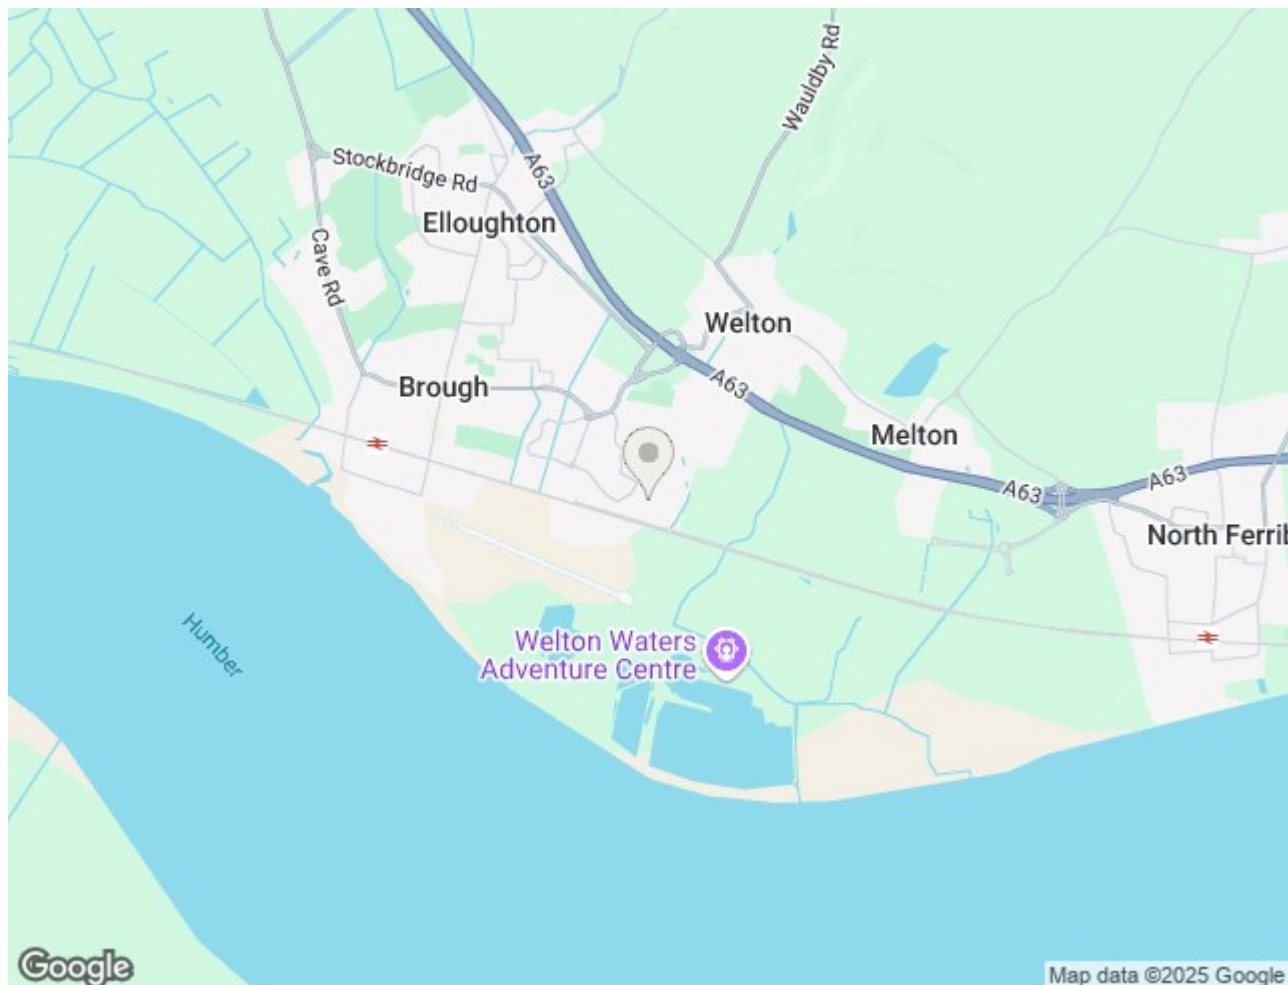 Wauldby Rd
Stockbridge Rd
A63
Elloughton
Cave Rd
Welton
Brough
A63
Melton
A63
A63
North Ferrib
Humber
Welton Waters
Adventure Centre
Google
Map data ©2025 Google